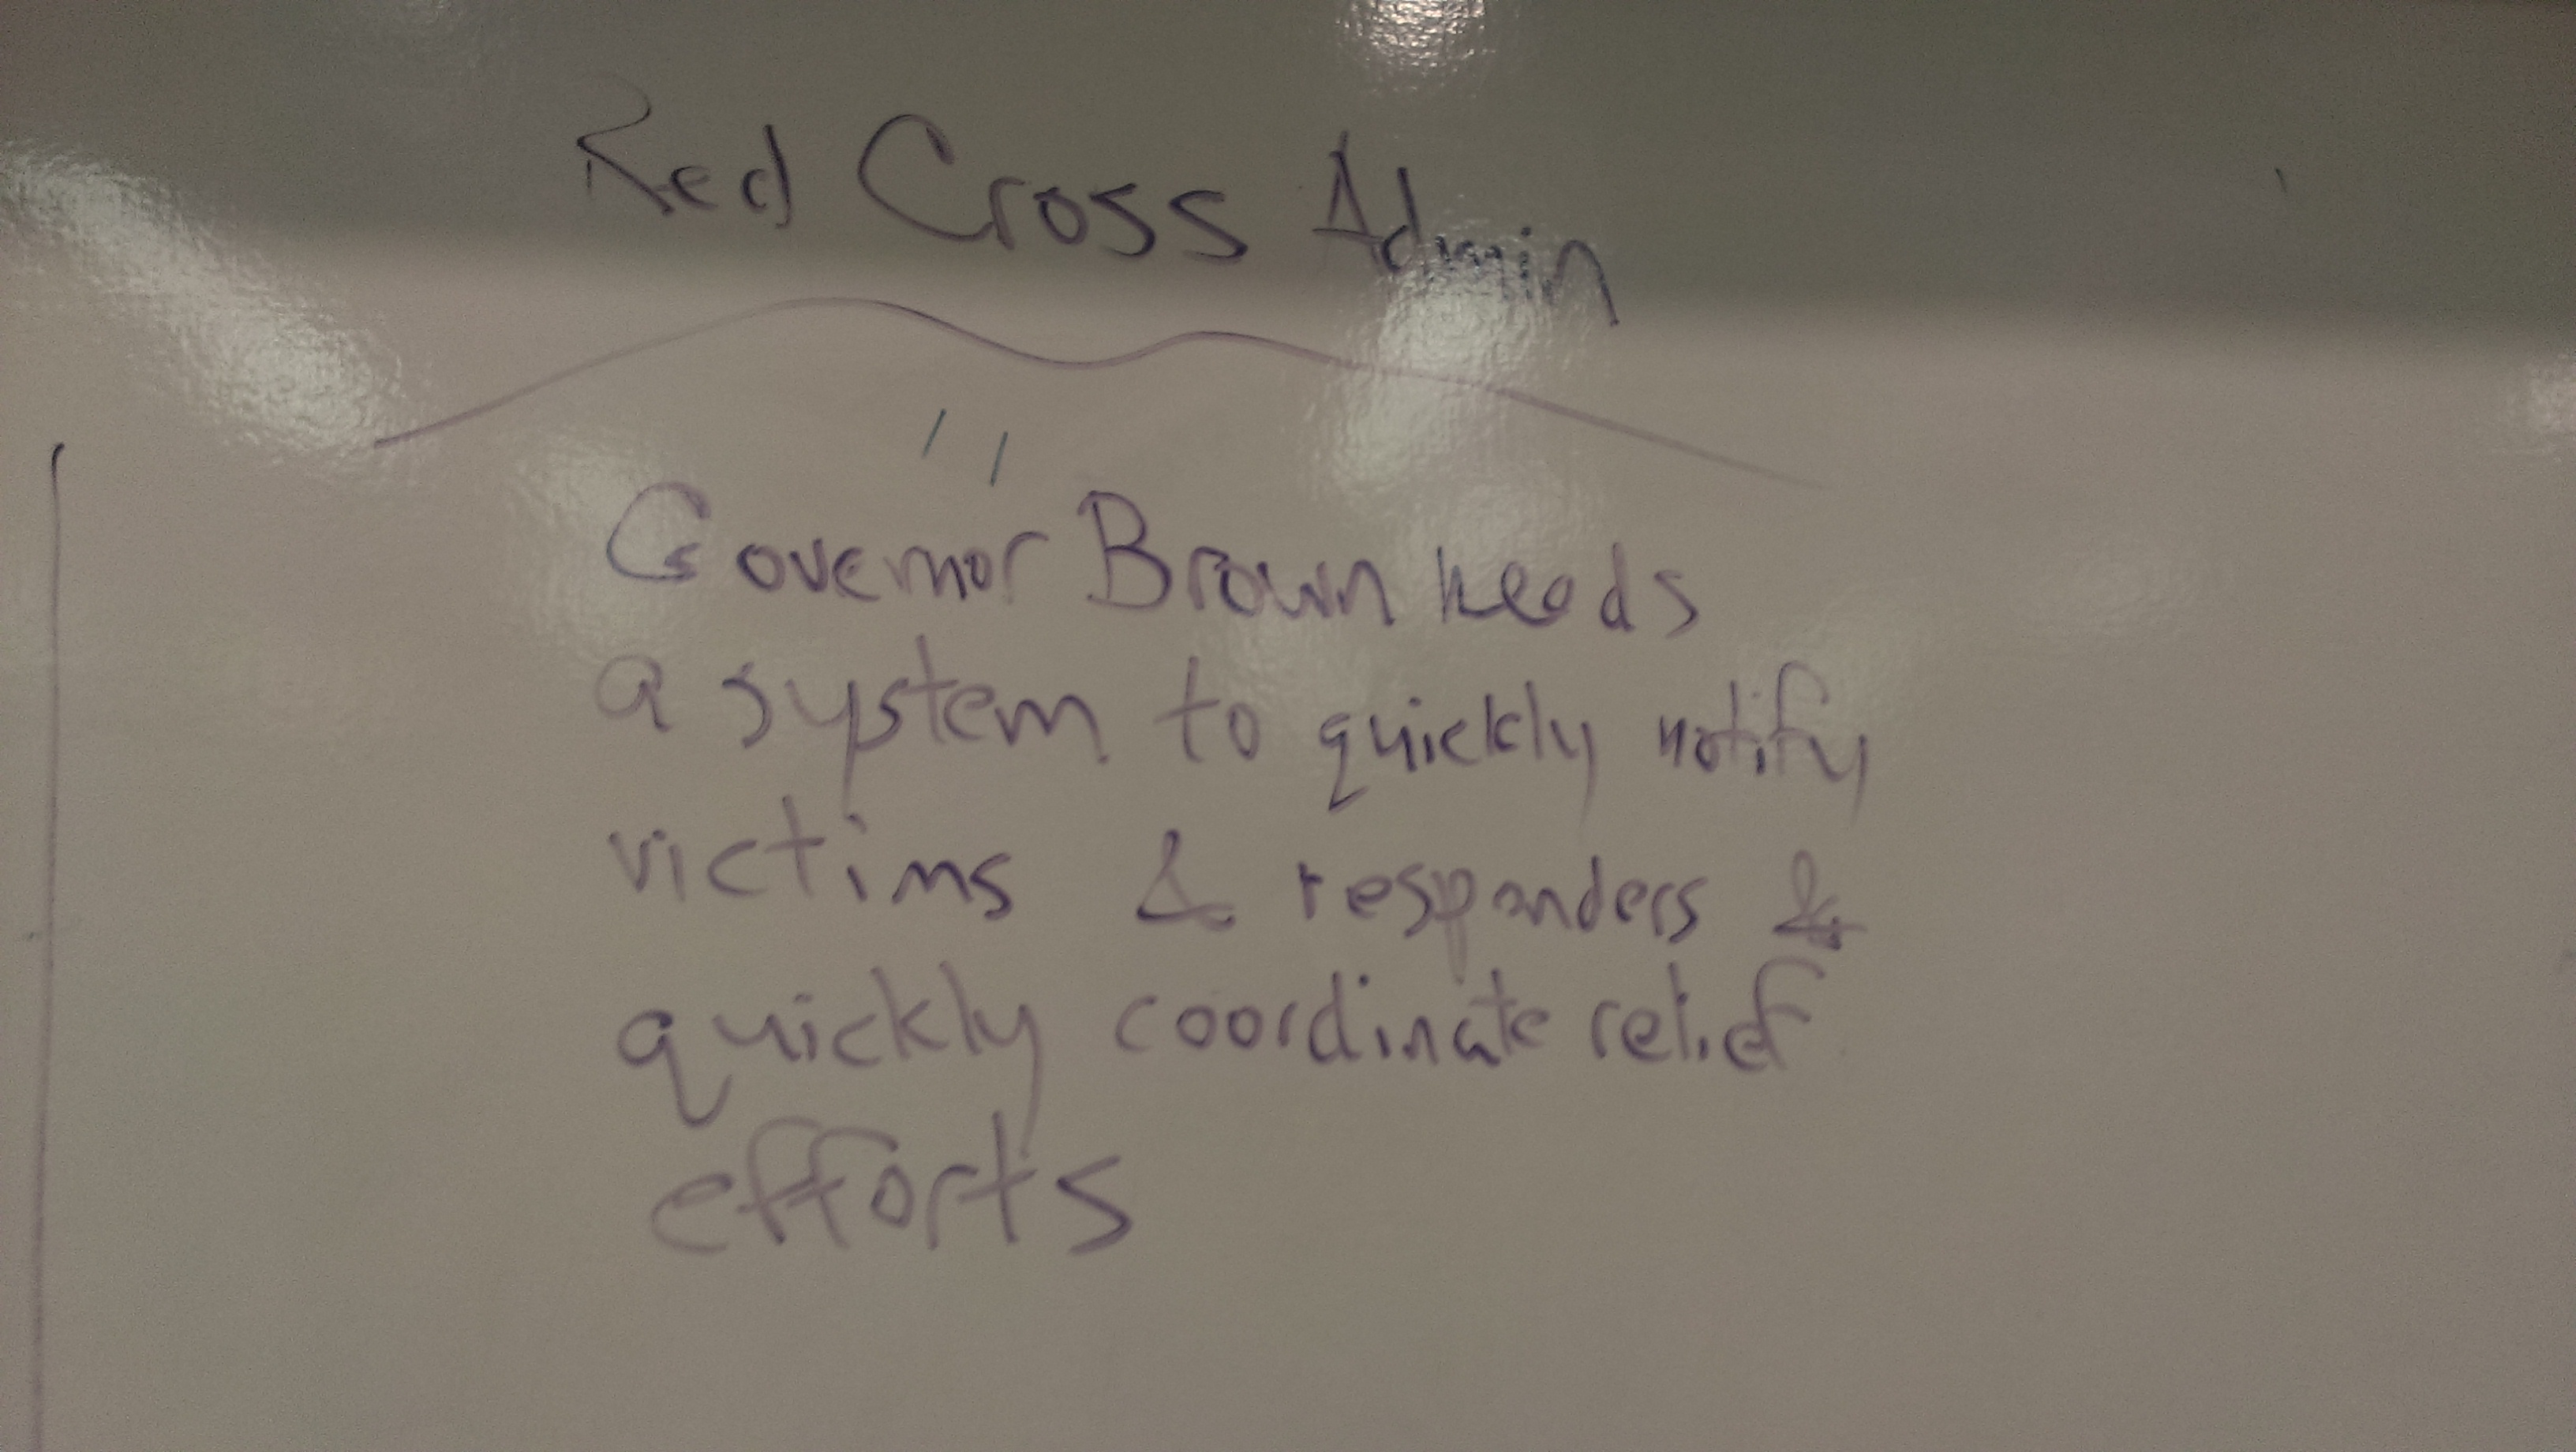 Red Cross Admin
Governor Brown needs
a system to quickly notify
victims & responders &
quickly coordinate relief
efforts